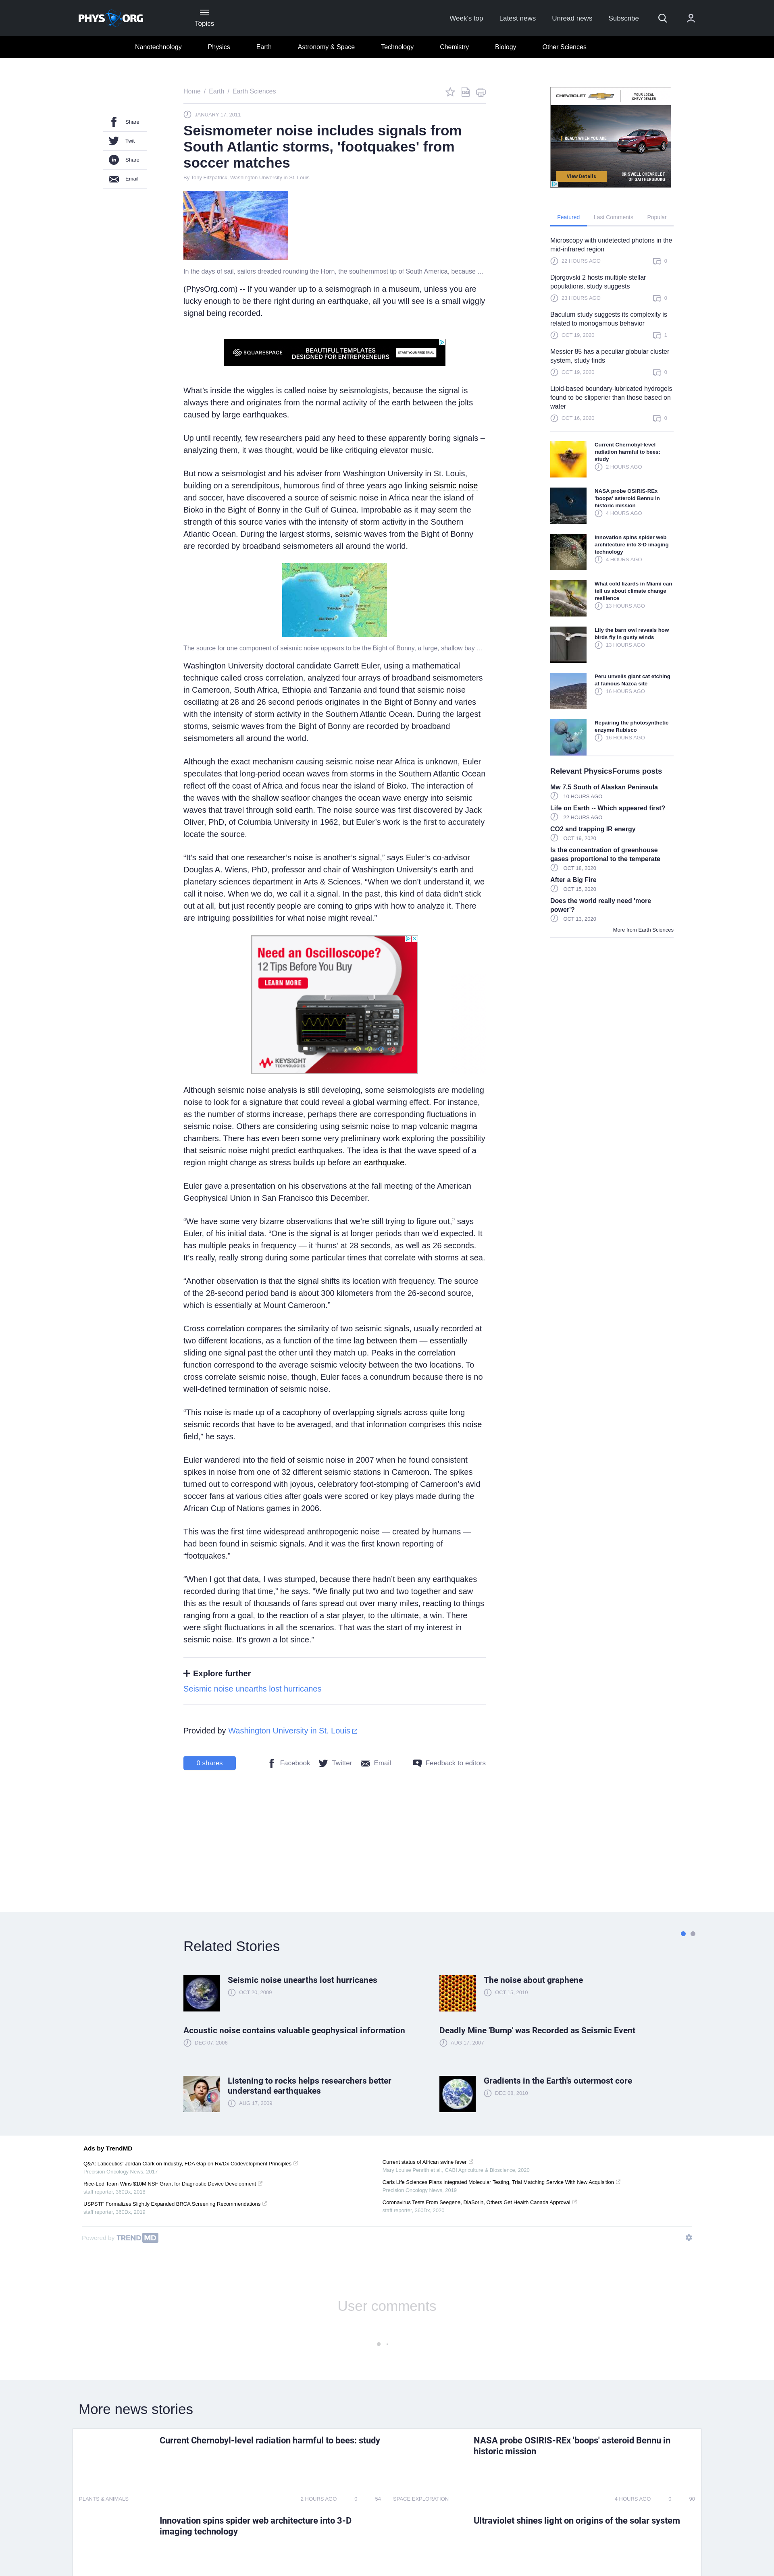 PHYS ORG
Topics
Week's top
Latest news
Unread news
Subscribe
Nanotechnology
Physics
Earth
Astronomy & Space
Technology
Chemistry
Biology
Other Sciences
Share
Twit
Share
Email
Home / Earth / Earth Sciences
JANUARY 17, 2011
Seismometer noise includes signals from
South Atlantic storms, 'footquakes' from
soccer matches
By Tony Fitzpatrick, Washington University in St. Louis
In the days of sail, sailors dreaded rounding the Horn, the southernmost tip of South America, because …
(PhysOrg.com) -- If you wander up to a seismograph in a museum, unless you are
lucky enough to be there right during an earthquake, all you will see is a small wiggly
signal being recorded.
SQUARESPACE
BEAUTIFUL TEMPLATES
DESIGNED FOR ENTREPRENEURS
START YOUR FREE TRIAL
What's inside the wiggles is called noise by seismologists, because the signal is
always there and originates from the normal activity of the earth between the jolts
caused by large earthquakes.
Up until recently, few researchers paid any heed to these apparently boring signals –
analyzing them, it was thought, would be like critiquing elevator music.
But now a seismologist and his adviser from Washington University in St. Louis,
building on a serendipitous, humorous find of three years ago linking seismic noise
and soccer, have discovered a source of seismic noise in Africa near the island of
Bioko in the Bight of Bonny in the Gulf of Guinea. Improbable as it may seem the
strength of this source varies with the intensity of storm activity in the Southern
Atlantic Ocean. During the largest storms, seismic waves from the Bight of Bonny
are recorded by broadband seismometers all around the world.
The source for one component of seismic noise appears to be the Bight of Bonny, a large, shallow bay …
Washington University doctoral candidate Garrett Euler, using a mathematical
technique called cross correlation, analyzed four arrays of broadband seismometers
in Cameroon, South Africa, Ethiopia and Tanzania and found that seismic noise
oscillating at 28 and 26 second periods originates in the Bight of Bonny and varies
with the intensity of storm activity in the Southern Atlantic Ocean. During the largest
storms, seismic waves from the Bight of Bonny are recorded by broadband
seismometers all around the world.
Although the exact mechanism causing seismic noise near Africa is unknown, Euler
speculates that long-period ocean waves from storms in the Southern Atlantic Ocean
reflect off the coast of Africa and focus near the island of Bioko. The interaction of
the waves with the shallow seafloor changes the ocean wave energy into seismic
waves that travel through solid earth. The noise source was first discovered by Jack
Oliver, PhD, of Columbia University in 1962, but Euler's work is the first to accurately
locate the source.
“It's said that one researcher's noise is another's signal,” says Euler's co-advisor
Douglas A. Wiens, PhD, professor and chair of Washington University's earth and
planetary sciences department in Arts & Sciences. “When we don't understand it, we
call it noise. When we do, we call it a signal. In the past, this kind of data didn't stick
out at all, but just recently people are coming to grips with how to analyze it. There
are intriguing possibilities for what noise might reveal.”
Need an Oscilloscope?
12 Tips Before You Buy
LEARN MORE
KEYSIGHT
TECHNOLOGIES
Although seismic noise analysis is still developing, some seismologists are modeling
noise to look for a signature that could reveal a global warming effect. For instance,
as the number of storms increase, perhaps there are corresponding fluctuations in
seismic noise. Others are considering using seismic noise to map volcanic magma
chambers. There has even been some very preliminary work exploring the possibility
that seismic noise might predict earthquakes. The idea is that the wave speed of a
region might change as stress builds up before an earthquake.
Euler gave a presentation on his observations at the fall meeting of the American
Geophysical Union in San Francisco this December.
“We have some very bizarre observations that we're still trying to figure out,” says
Euler, of his initial data. “One is the signal is at longer periods than we'd expected. It
has multiple peaks in frequency — it ‘hums’ at 28 seconds, as well as 26 seconds.
It's really, really strong during some particular times that correlate with storms at sea.
“Another observation is that the signal shifts its location with frequency. The source
of the 28-second period band is about 300 kilometers from the 26-second source,
which is essentially at Mount Cameroon.”
Cross correlation compares the similarity of two seismic signals, usually recorded at
two different locations, as a function of the time lag between them — essentially
sliding one signal past the other until they match up. Peaks in the correlation
function correspond to the average seismic velocity between the two locations. To
cross correlate seismic noise, though, Euler faces a conundrum because there is no
well-defined termination of seismic noise.
“This noise is made up of a cacophony of overlapping signals across quite long
seismic records that have to be averaged, and that information comprises this noise
field,” he says.
Euler wandered into the field of seismic noise in 2007 when he found consistent
spikes in noise from one of 32 different seismic stations in Cameroon. The spikes
turned out to correspond with joyous, celebratory foot-stomping of Cameroon's avid
soccer fans at various cities after goals were scored or key plays made during the
African Cup of Nations games in 2006.
This was the first time widespread anthropogenic noise — created by humans —
had been found in seismic signals. And it was the first known reporting of
“footquakes.”
“When I got that data, I was stumped, because there hadn't been any earthquakes
recorded during that time,” he says. "We finally put two and two together and saw
this as the result of thousands of fans spread out over many miles, reacting to things
ranging from a goal, to the reaction of a star player, to the ultimate, a win. There
were slight fluctuations in all the scenarios. That was the start of my interest in
seismic noise. It's grown a lot since.”
Explore further
Seismic noise unearths lost hurricanes
Provided by Washington University in St. Louis
0 shares
Facebook
Twitter
Email
Feedback to editors
CHEVROLET
YOUR LOCAL
CHEVY DEALER
READY WHEN YOU ARE
View Details
CRISWELL CHEVROLET
OF GAITHERSBURG
Featured
Last Comments
Popular
Microscopy with undetected photons in the
mid-infrared region
22 HOURS AGO 0
Djorgovski 2 hosts multiple stellar
populations, study suggests
23 HOURS AGO 0
Baculum study suggests its complexity is
related to monogamous behavior
OCT 19, 2020 1
Messier 85 has a peculiar globular cluster
system, study finds
OCT 19, 2020 0
Lipid-based boundary-lubricated hydrogels
found to be slipperier than those based on
water
OCT 16, 2020 0
Current Chernobyl-level
radiation harmful to bees:
study
2 HOURS AGO
NASA probe OSIRIS-REx
'boops' asteroid Bennu in
historic mission
4 HOURS AGO
Innovation spins spider web
architecture into 3-D imaging
technology
4 HOURS AGO
What cold lizards in Miami can
tell us about climate change
resilience
13 HOURS AGO
Lily the barn owl reveals how
birds fly in gusty winds
15 HOURS AGO
Peru unveils giant cat etching
at famous Nazca site
16 HOURS AGO
Repairing the photosynthetic
enzyme Rubisco
16 HOURS AGO
Relevant PhysicsForums posts
Mw 7.5 South of Alaskan Peninsula
10 HOURS AGO
Life on Earth -- Which appeared first?
22 HOURS AGO
CO2 and trapping IR energy
OCT 19, 2020
Is the concentration of greenhouse
gases proportional to the temperate
OCT 16, 2020
After a Big Fire
OCT 15, 2020
Does the world really need 'more
power'?
OCT 13, 2020
More from Earth Sciences
Related Stories
Seismic noise unearths lost hurricanes
OCT 20, 2009
The noise about graphene
OCT 15, 2010
Acoustic noise contains valuable geophysical information
DEC 07, 2006
Deadly Mine 'Bump' was Recorded as Seismic Event
AUG 17, 2007
Listening to rocks helps researchers better
understand earthquakes
AUG 17, 2009
Gradients in the Earth's outermost core
DEC 08, 2010
Ads by TrendMD
Q&A: Labceutics' Jordan Clark on Industry, FDA Gap on Rx/Dx Codevelopment Principles
Precision Oncology News, 2017
Rice-Led Team Wins $10M NSF Grant for Diagnostic Device Development
staff reporter, 360Dx, 2018
USPSTF Formalizes Slightly Expanded BRCA Screening Recommendations
staff reporter, 360Dx, 2019
Current status of African swine fever
Mary-Louise Penrith et al., CABI Agriculture & Bioscience, 2020
Caris Life Sciences Plans Integrated Molecular Testing, Trial Matching Service With New Acquisition
Precision Oncology News, 2019
Coronavirus Tests From Seegene, DiaSorin, Others Get Health Canada Approval
staff reporter, 360Dx, 2020
Powered by TREND MD
User comments
More news stories
Current Chernobyl-level radiation harmful to bees: study
PLANTS & ANIMALS 2 HOURS AGO 0 54
NASA probe OSIRIS-REx 'boops' asteroid Bennu in
historic mission
SPACE EXPLORATION 4 HOURS AGO 0 90
Innovation spins spider web architecture into 3-D
imaging technology
Ultraviolet shines light on origins of the solar system